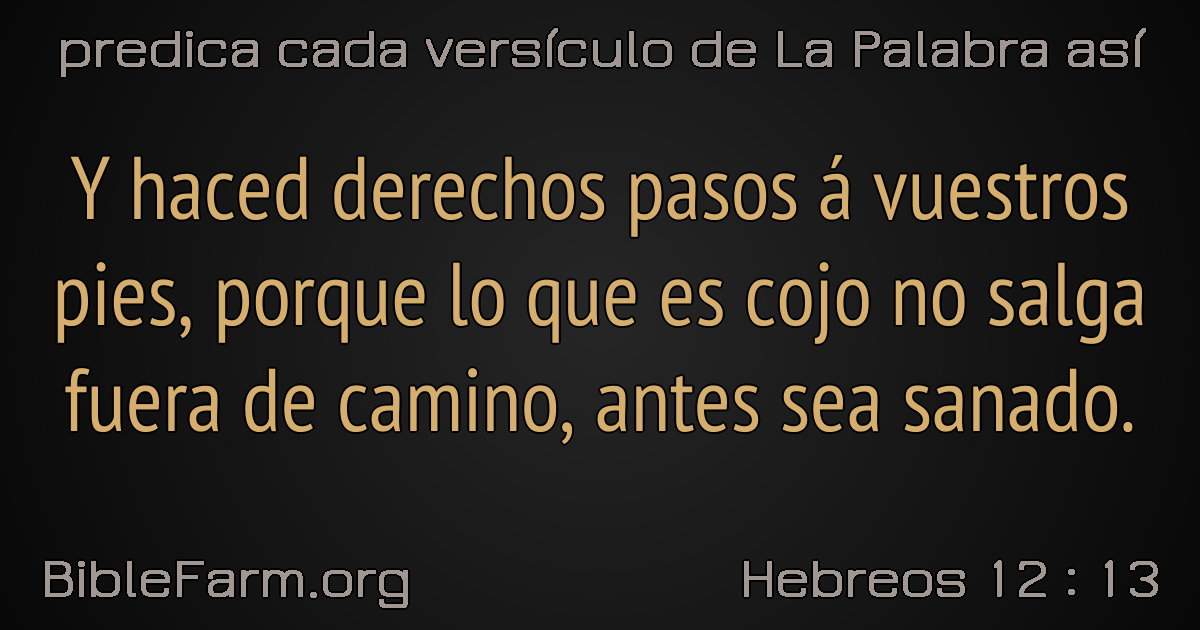 predica cada versículo de La Palabra así
Y haced derechos pasos á vuestros
pies, porque lo que es cojo no salga
fuera de camino, antes sea sanado.
BibleFarm.org
Hebreos 12 : 13